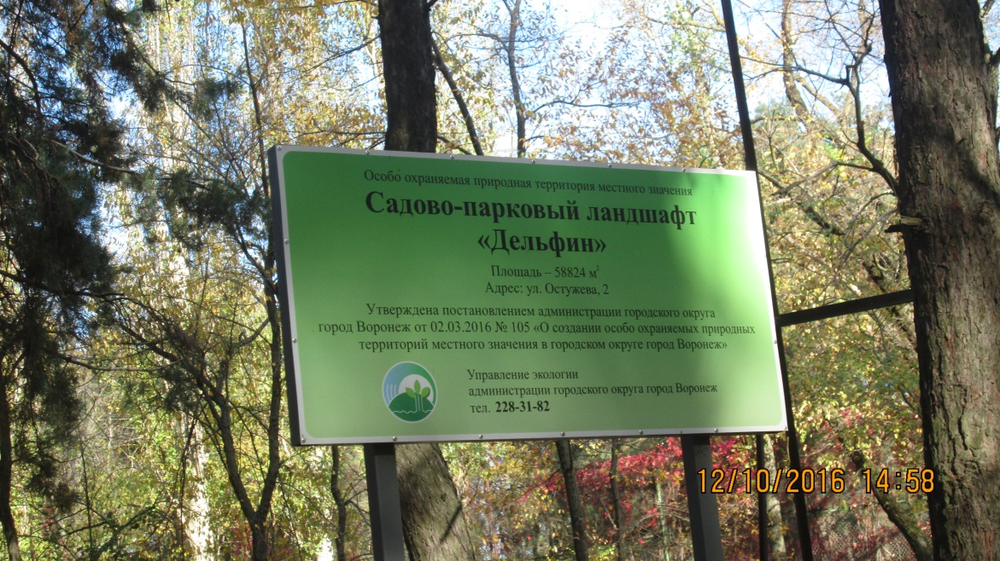 Особо охраняемая природная территория местного значения
Садово-парковый ландшафт
«Дельфин»
Площадь – 58824 м²
Адрес: ул. Остужева, 2
Утверждена постановлением администрации городского округа
город Воронеж от 02.03.2016 № 105 «О создании особо охраняемых природных
территорий местного значения в городском округе город Воронеж»
Управление экологии
администрации городского округа город Воронеж
тел. 228-31-82
12/10/2016 14:58